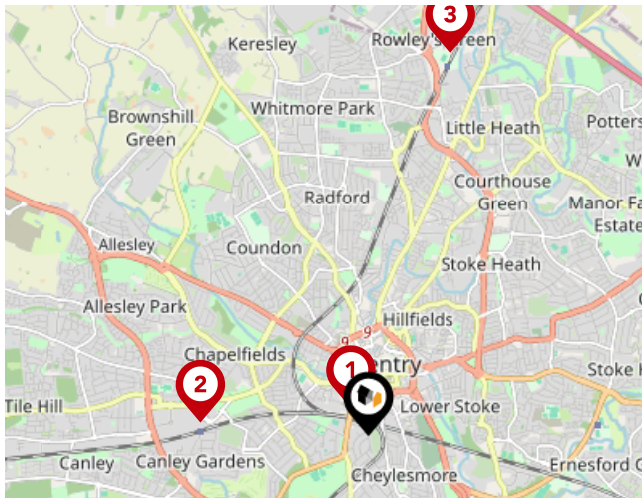 3
Keresley
Rowley's Green
Whitmore Park
Brownshill
Green
Little Heath
Potters
W
Radford
Courthouse
Green
Manor Fa
Estate
Allesley
Coundon
Stoke Heath
Allesley Park
Hillfields
9
9
Chapelfields
1
entry
Stoke H
2
Tile Hill
Lower Stoke
Canley
Canley Gardens
Cheylesmore
Ernesford G